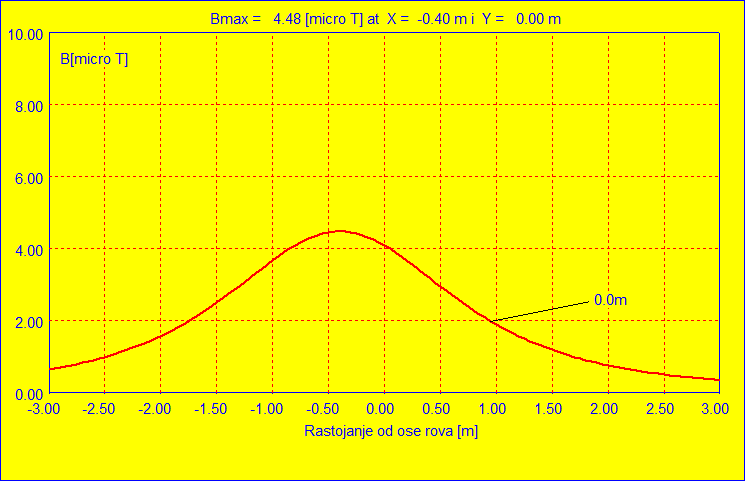 Bmax = 4.48 [micro T] at X = -0.40 m i Y = 0.00 m
10.00
B[micro T]
8.00
6.00
4.00
0.0m
2.00
0.00
-3.00 -2.50 -2.00 -1.50 -1.00 -0.50 0.00 0.50 1.00 1.50 2.00 2.50 3.00
Rastojanje od ose rova [m]